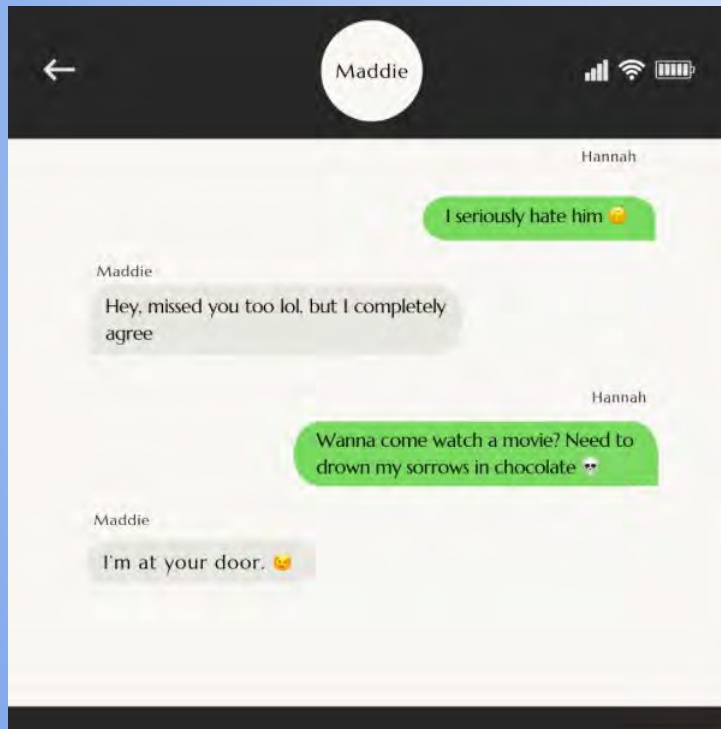 Maddie
Hannah
I seriously hate him 🙃
Maddie
Hey, missed you too lol, but I completely
agree
Hannah
Wanna come watch a movie? Need to
drown my sorrows in chocolate 💀
Maddie
I'm at your door. 😉